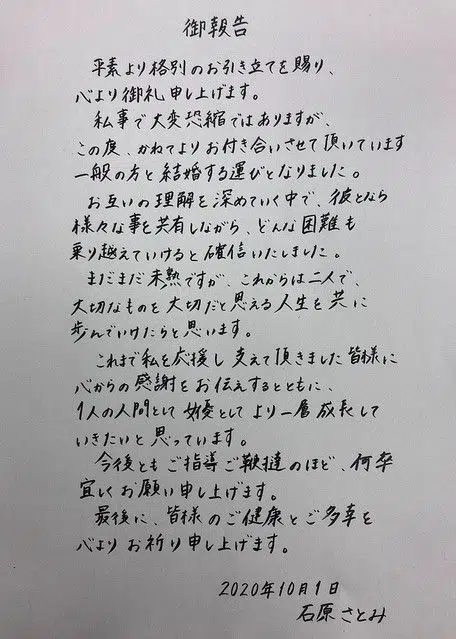 御報告
平素より格別のお引き立てを賜り、
心より御礼申し上げます。
私事で大変恐縮ではありますが、
この度、かねてよりお付き合いさせて頂いています
一般の方と結婚する運びとなりました。
お互いの理解を深めていく中で、彼となら
様々な事を共有しながら、どんな困難も
乗り越えていけると確信いたしました。
まだまだ未熟ですが、これからは二人で、
大切なものを大切だと思える人生を共に
歩んでいけたらと思います。
これまで私を応援し支えて頂きました皆様に
心からの感謝をお伝えするとともに、
1人の人間として女優としてより一層成長して
いきたいと思っています。
今後ともご指導ご鞭撻のほど、何卒
宜しくお願い申し上げます。
最後に、皆様のご健康とご多幸を
心よりお祈り申し上げます。
2020年10月1日
石原さとみ